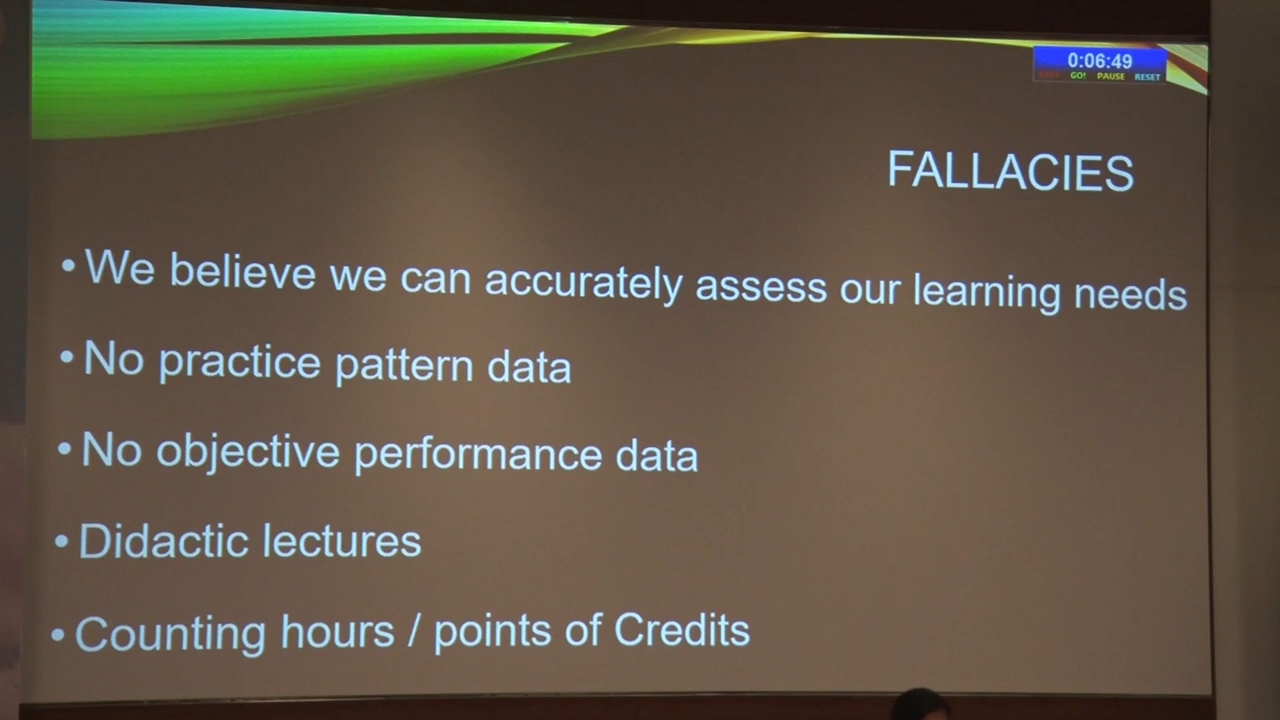 0:06:49
GO! PAUSE RESET
FALLACIES
• We believe we can accurately assess our learning needs
• No practice pattern data
• No objective performance data
• Didactic lectures
• Counting hours / points of Credits